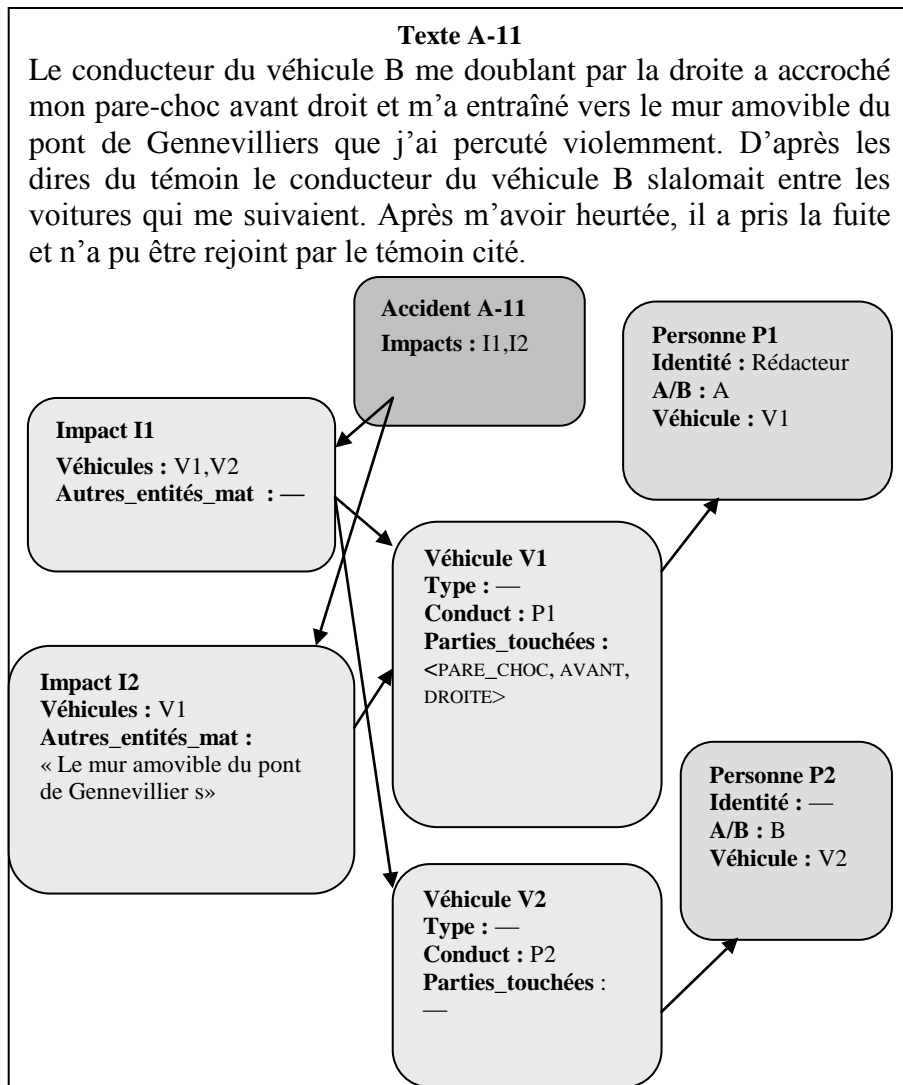 Texte A-11
Le conducteur du véhicule B me doublant par la droite a accroché
mon pare-choc avant droit et m’a entraîné vers le mur amovible du
pont de Gennevilliers que j’ai percuté violemment. D’après les
dires du témoin le conducteur du véhicule B slalomait entre les
voitures qui me suivaient. Après m’avoir heurtée, il a pris la fuite
et n’a pu être rejoint par le témoin cité.
Accident A-11
Impacts : I1,I2
Personne P1
Identité : Rédacteur
A/B : A
Véhicule : V1
Impact I1
Véhicules : V1,V2
Autres_entités_mat : —
Véhicule V1
Type : —
Conduct : P1
Parties_touchées :
<PARE_CHOC, AVANT,
DROITE>
Impact I2
Véhicules : V1
Autres_entités_mat :
« Le mur amovible du pont
de Gennevillier s»
Personne P2
Identité : —
A/B : B
Véhicule : V2
Véhicule V2
Type : —
Conduct : P2
Parties_touchées :
—